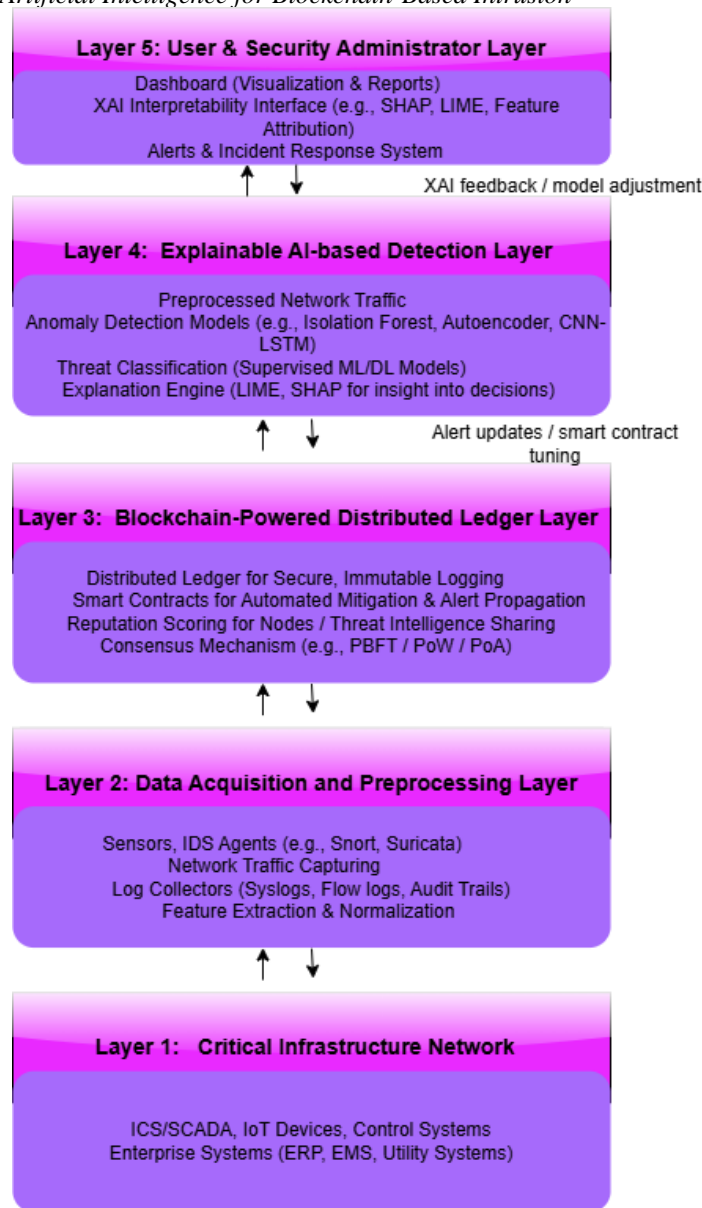 Artificial Intelligence for Blockchain-Based Intrusion
Layer 5: User & Security Administrator Layer
Dashboard (Visualization & Reports)
XAI Interpretability Interface (e.g., SHAP, LIME, Feature
Attribution)
Alerts & Incident Response System
XAI feedback / model adjustment
Layer 4: Explainable AI-based Detection Layer
Preprocessed Network Traffic
Anomaly Detection Models (e.g., Isolation Forest, Autoencoder, CNN-
LSTM)
Threat Classification (Supervised ML/DL Models)
Explanation Engine (LIME, SHAP for insight into decisions)
Alert updates / smart contract
tuning
Layer 3: Blockchain-Powered Distributed Ledger Layer
Distributed Ledger for Secure, Immutable Logging
Smart Contracts for Automated Mitigation & Alert Propagation
Reputation Scoring for Nodes / Threat Intelligence Sharing
Consensus Mechanism (e.g., PBFT / PoW / PoA)
Layer 2: Data Acquisition and Preprocessing Layer
Sensors, IDS Agents (e.g., Snort, Suricata)
Network Traffic Capturing
Log Collectors (Syslogs, Flow logs, Audit Trails)
Feature Extraction & Normalization
Layer 1: Critical Infrastructure Network
ICS/SCADA, IoT Devices, Control Systems
Enterprise Systems (ERP, EMS, Utility Systems)